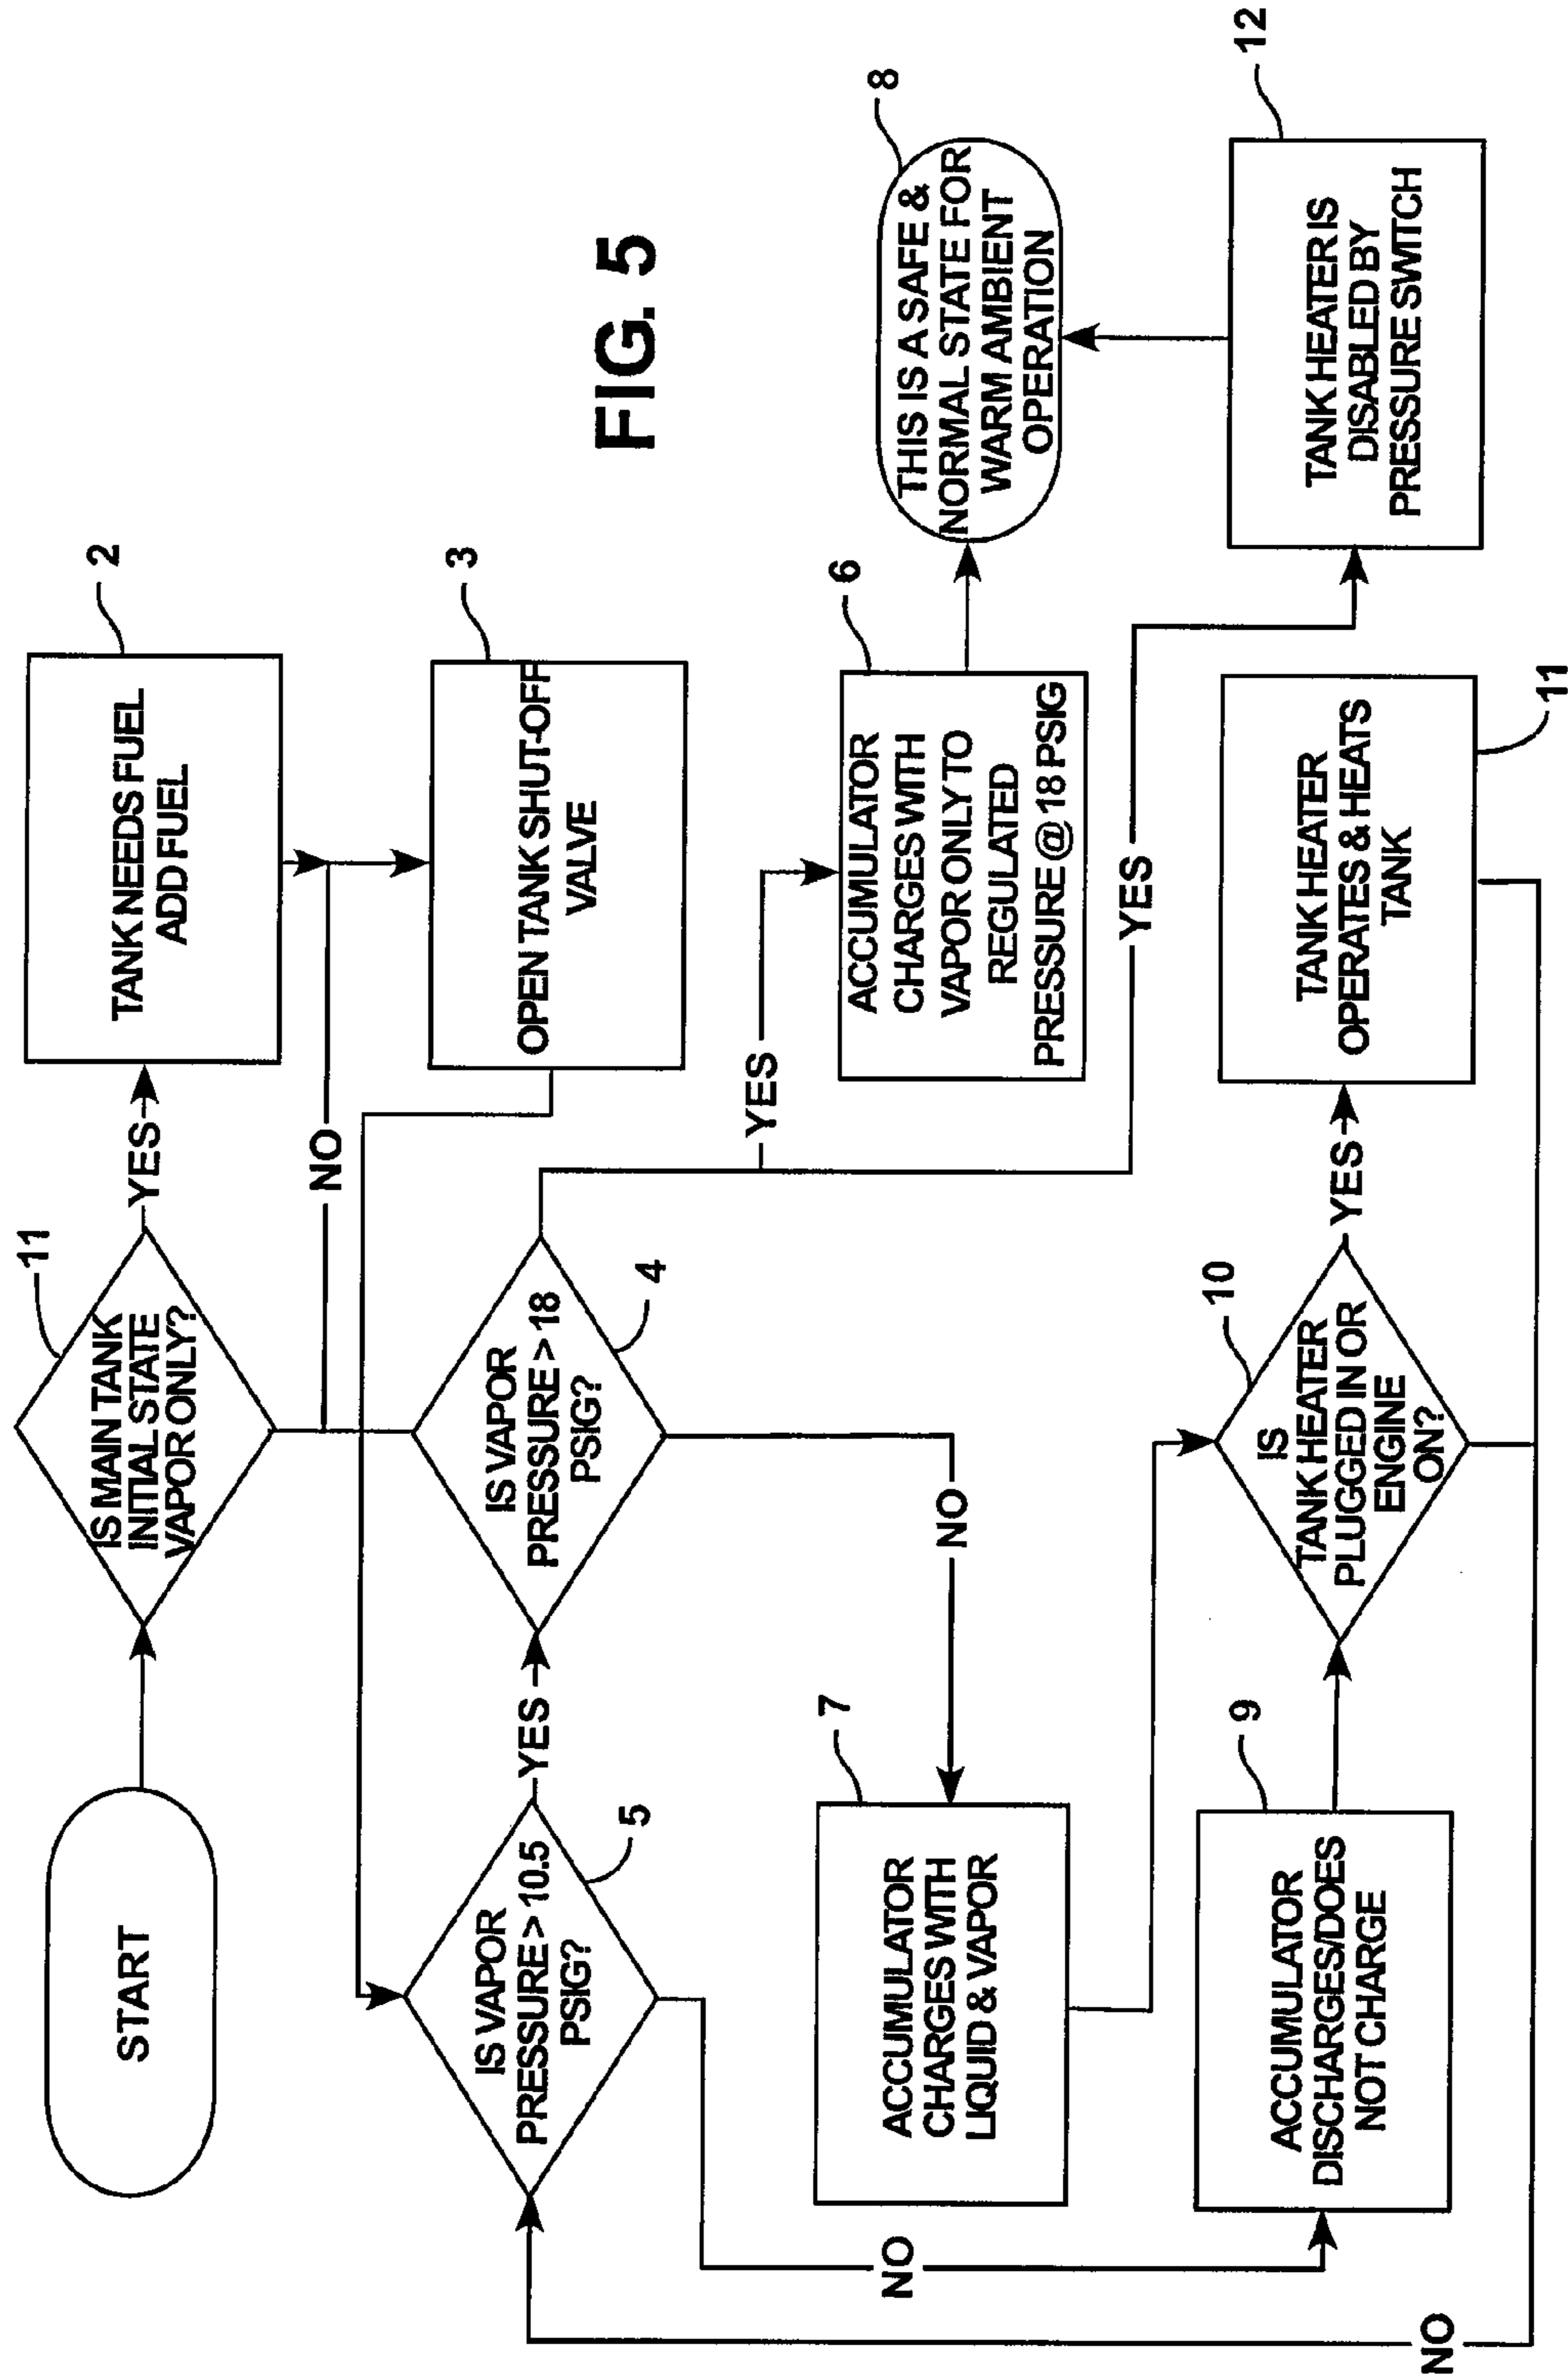 START
IS MAIN TANK
INITIAL STATE
VAPOR ONLY?
11
YES
TANK NEEDS FUEL
ADD FUEL
2
NO
OPEN TANK SHUT-OFF
VALVE
3
FIG. 5
IS VAPOR
PRESSURE > 10.5
PSIG?
5
YES
IS VAPOR
PRESSURE > 18
PSIG?
4
YES
ACCUMULATOR
CHARGES WITH
VAPOR ONLY TO
REGULATED
PRESSURE @ 18 PSIG
6
THIS IS A SAFE &
NORMAL STATE FOR
WARM AMBIENT
OPERATION
8
NO
ACCUMULATOR
CHARGES WITH
LIQUID & VAPOR
7
YES
NO
ACCUMULATOR
DISCHARGES/DOES
NOT CHARGE
9
IS
TANK HEATER
PLUGGED IN OR
ENGINE
ON?
10
YES
TANK HEATER
OPERATES & HEATS
TANK
11
TANK HEATER IS
DISABLED BY
PRESSURE SWITCH
12
NO